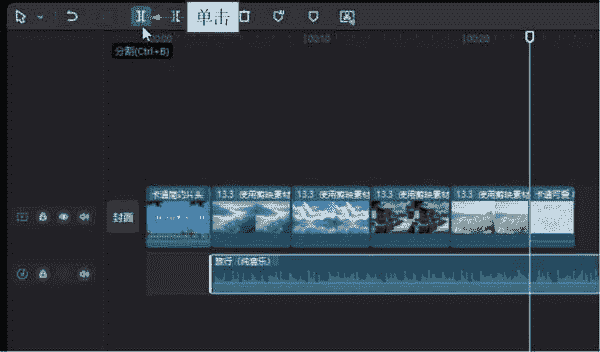 单击
分割(Ctrl+B)
00:00
00:10
00:20
13.3 使用剪映素材
13.3 使用剪映素材
13.3 使用剪映素材
13.3 使用剪映素材
封面
旅行（纯音乐）